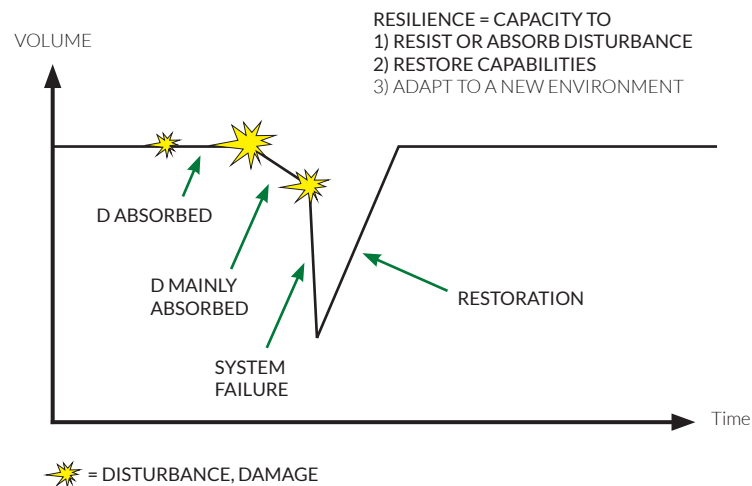 RESILIENCE = CAPACITY TO
1) RESIST OR ABSORB DISTURBANCE
2) RESTORE CAPABILITIES
3) ADAPT TO A NEW ENVIRONMENT
VOLUME
D ABSORBED
D MAINLY
ABSORBED
SYSTEM
FAILURE
RESTORATION
Time
= DISTURBANCE, DAMAGE